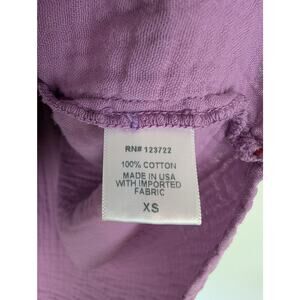 RN# 123722
100% COTTON
MADE IN USA
WITH IMPORTED
FABRIC
XS